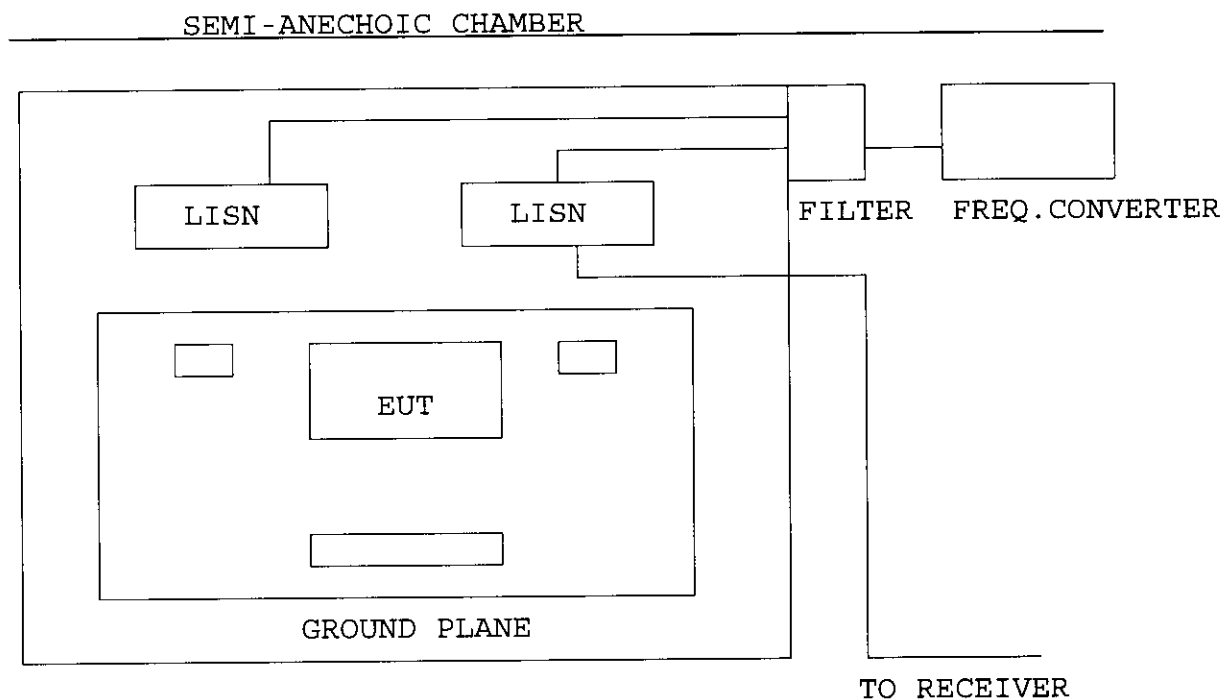 SEMI-ANECHOIC CHAMBER
LISN
LISN
FILTER
FREQ.CONVERTER
EUT
GROUND PLANE
TO RECEIVER